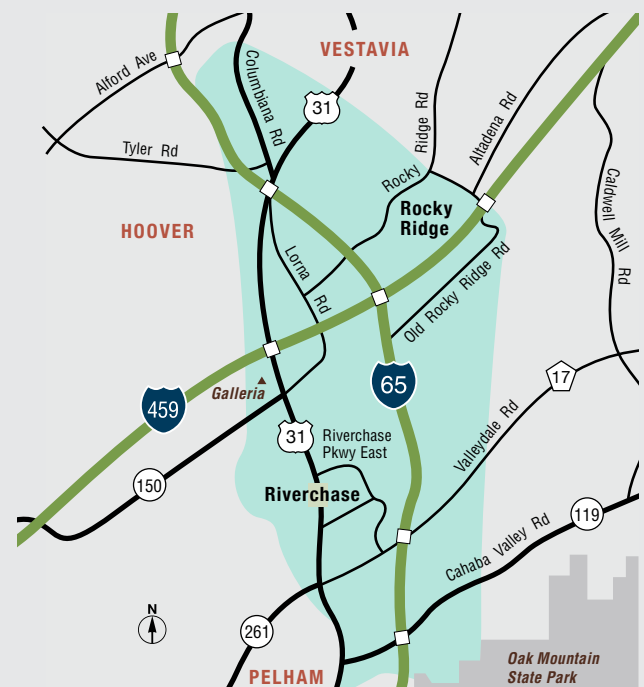 VESTAVIA
Alford Ave
Columbiana Rd
31
Tyler Rd
Rocky Ridge Rd
Altadena Rd
Caldwell Mill Rd
HOOVER
Rocky
Ridge
Lorna Rd
Old Rocky Ridge Rd
65
17
Galleria
459
31
Riverchase
Pkwy East
Valleydale Rd
150
Riverchase
119
Cahaba Valley Rd
N
261
PELHAM
Oak Mountain
State Park